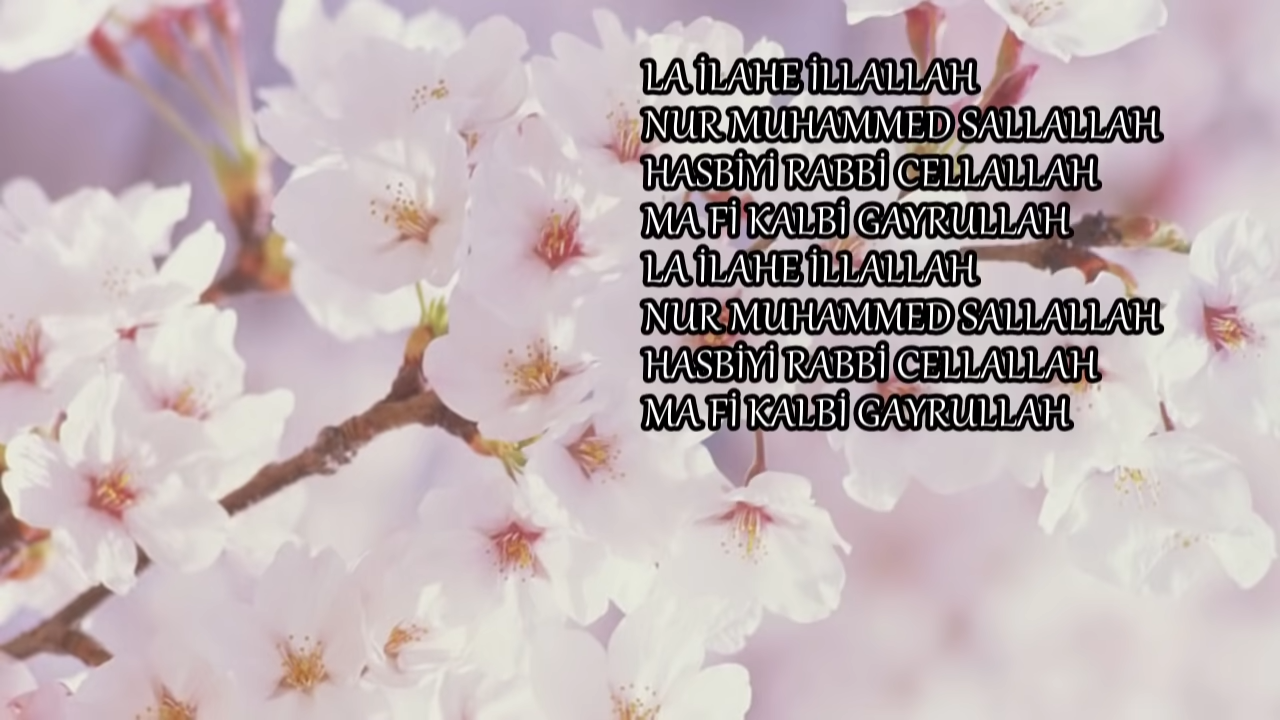 LA İLAHE İLLALLAH
NUR MUHAMMED SALLALLAH
HASBİYİ RABBİ CELLALLAH
MA Fİ KALBİ GAYRULLAH
LA İLAHE İLLALLAH
NUR MUHAMMED SALLALLAH
HASBİYİ RABBİ CELLALLAH
MA Fİ KALBİ GAYRULLAH